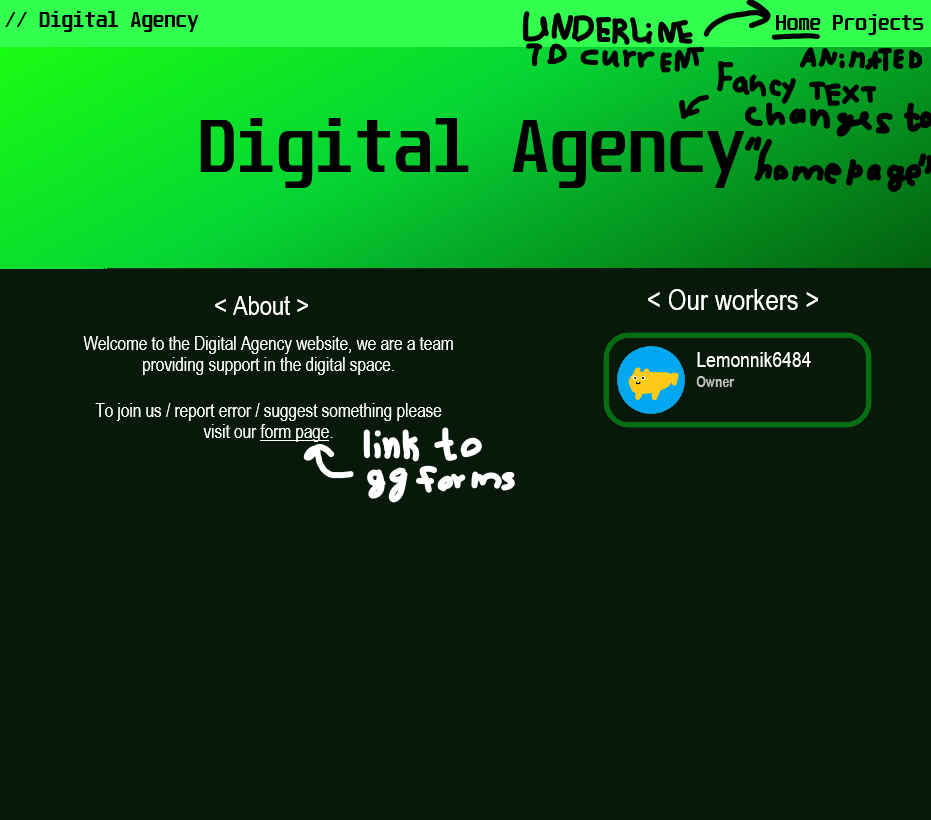 // Digital Agency
UNDERLiNE
TO currENT
Home Projects
ANiMATED
Fancy TEXT
changes to
"homepage"
Digital Agency
< About >
Welcome to the Digital Agency website, we are a team
providing support in the digital space.
To join us / report error / suggest something please
visit our form page.
link to
gg forms
< Our workers >
Lemonnik6484
Owner